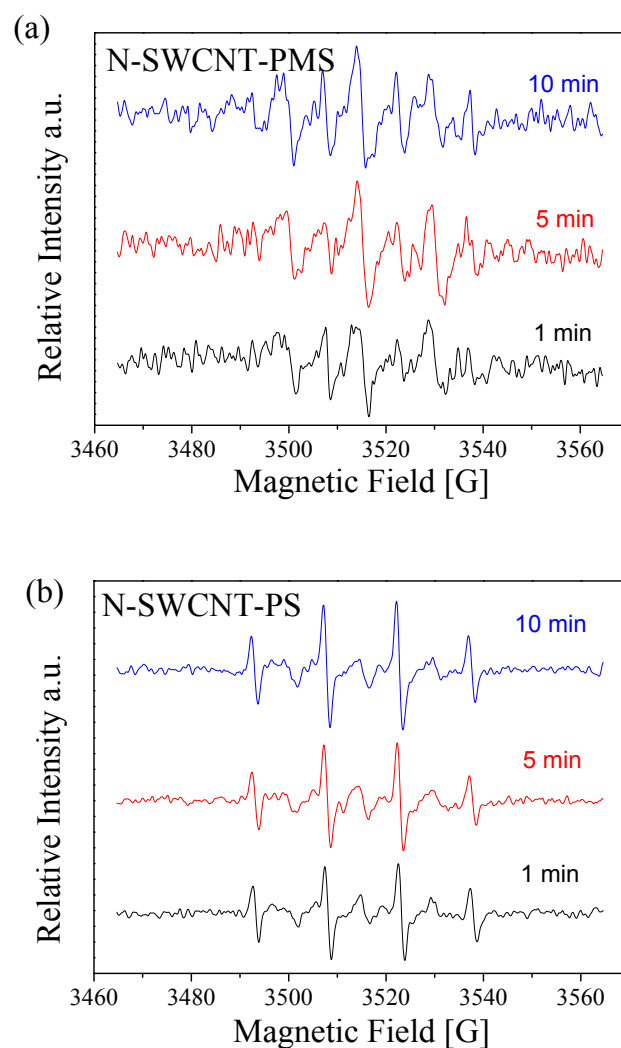 (a)
N-SWCNT-PMS
10 min
5 min
1 min
Relative Intensity a.u.
3460 3480 3500 3520 3540 3560
Magnetic Field [G]
(b)
N-SWCNT-PS
10 min
5 min
1 min
Relative Intensity a.u.
3460 3480 3500 3520 3540 3560
Magnetic Field [G]